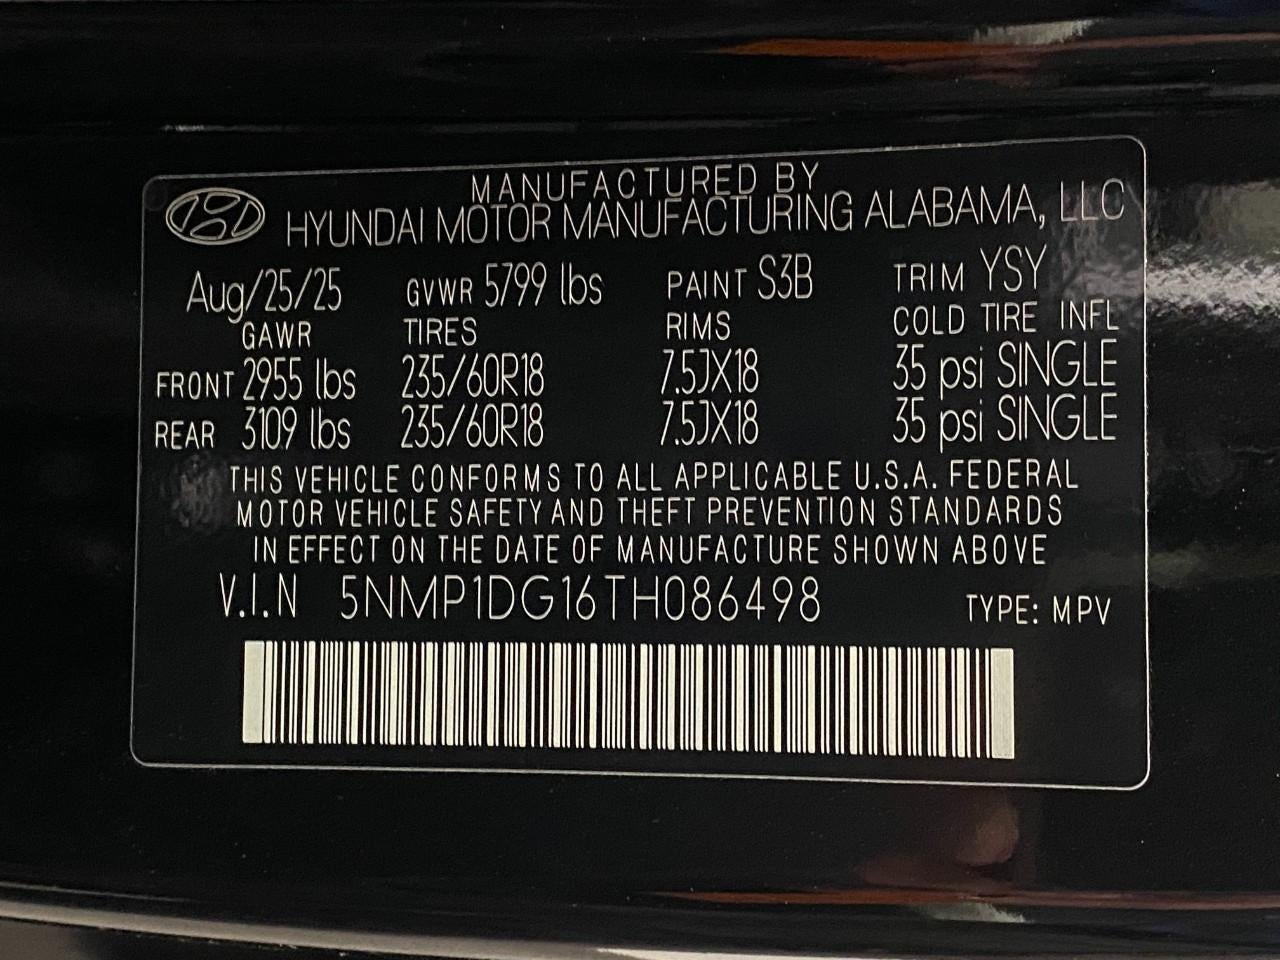 MANUFACTURED BY
HYUNDAI MOTOR MANUFACTURING ALABAMA, LLC
Aug/25/25 GVWR 5799 lbs PAINT S3B TRIM YSY
GAWR TIRES RIMS COLD TIRE INFL
FRONT 2955 lbs 235/60R18 7.5JX18 35 psi SINGLE
REAR 3109 lbs 235/60R18 7.5JX18 35 psi SINGLE
THIS VEHICLE CONFORMS TO ALL APPLICABLE U.S.A. FEDERAL
MOTOR VEHICLE SAFETY AND THEFT PREVENTION STANDARDS
IN EFFECT ON THE DATE OF MANUFACTURE SHOWN ABOVE
V.I.N 5NMP1DG16TH086498 TYPE: MPV